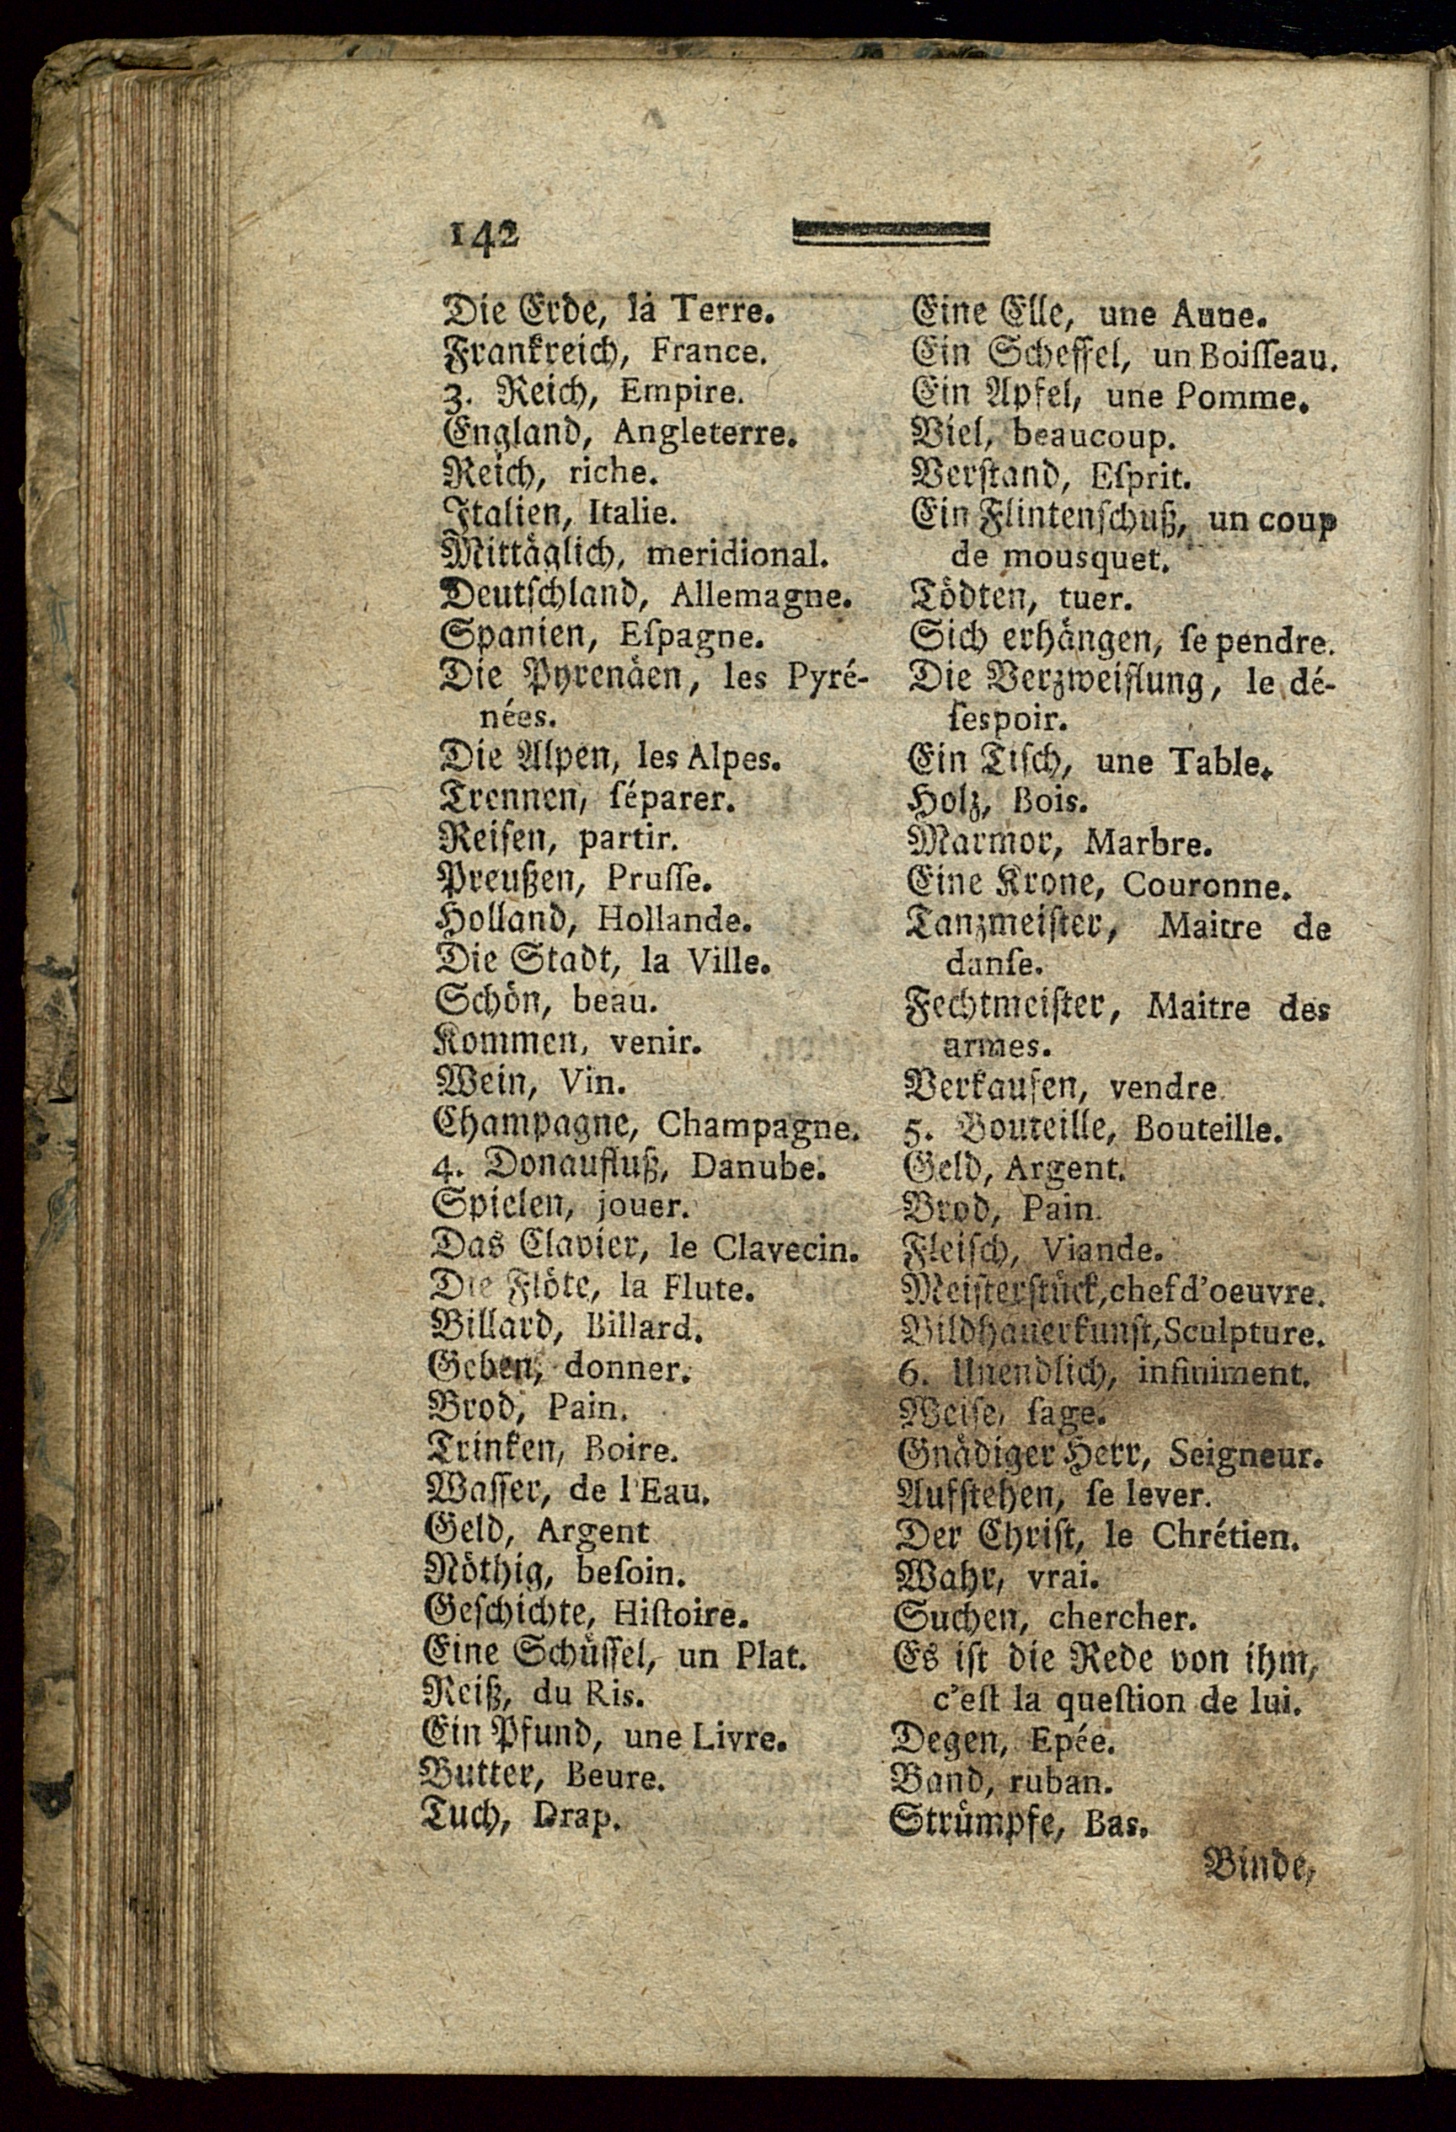 142
Die Erde, la Terre.
Frankreich, France.
3. Reich, Empire.
England, Angleterre.
Reich, riche.
Italien, Italie.
Mittäglich, meridional.
Deutſchland, Allemagne.
Spanien, Eſpagne.
Die Pyrenäen, les Pyré-
nées.
Die Alpen, les Alpes.
Trennen, ſéparer.
Reiſen, partir.
Preußen, Pruſſe.
Holland, Hollande.
Die Stadt, la Ville.
Schön, beau.
Kommen, venir.
Wein, Vin.
Champagne, Champagne.
4. Donaufluß, Danube.
Spielen, jouer.
Das Clavier, le Clavecin.
Die Flöte, la Flute.
Billard, Billard.
Geben, donner.
Brod, Pain.
Trinken, Boire.
Waſſer, de l'Eau.
Geld, Argent
Nöthig, beſoin.
Geſchichte, Hiſtoire.
Eine Schüſſel, un Plat.
Reiß, du Ris.
Ein Pfund, une Livre.
Butter, Beure.
Tuch, Drap.
Eine Elle, une Aune.
Ein Scheffel, un Boiſſeau.
Ein Apfel, une Pomme.
Viel, beaucoup.
Verſtand, Eſprit.
Ein Flintenſchuß, un coup
de mousquet.
Tödten, tuer.
Sich erhängen, ſe pendre.
Die Verzweiflung, le dé-
ſespoir.
Ein Tiſch, une Table.
Holz, Bois.
Marmor, Marbre.
Eine Krone, Couronne.
Tanzmeiſter, Maitre de
danſe.
Fechtmeiſter, Maitre des
armes.
Verkaufen, vendre
5. Bouteille, Bouteille.
Geld, Argent.
Brod, Pain.
Fleiſch, Viande.
Meiſterſtück, chef d'oeuvre.
Bildhauerkunſt, Sculpture.
6. Unendlich, infiniment.
Weiſe, ſage.
Gnädiger Herr, Seigneur.
Aufſtehen, ſe lever.
Der Chriſt, le Chrétien.
Wahr, vrai.
Suchen, chercher.
Es iſt die Rede von ihm,
c'eſt la queſtion de lui.
Degen, Epée.
Band, ruban.
Strümpfe, Bas.
Binde,